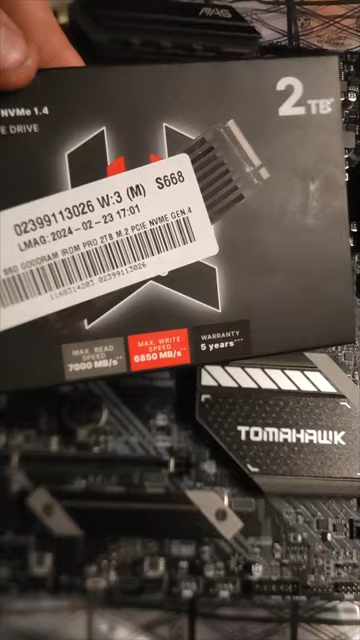 MAG
NVMe 1.4
E DRIVE
2TB*
02399113026 W:3 (M) S668
LMAG: 2024-02-23 17:01
SSD GOODRAM IRDM PRO 2TB M.2 PCIE NVME GEN.4
1168314203 02399113026
MAX. READ
SPEED
7000 MB/s**
MAX. WRITE
SPEED
6850 MB/s**
WARRANTY
5 years***
TOMAHAWK